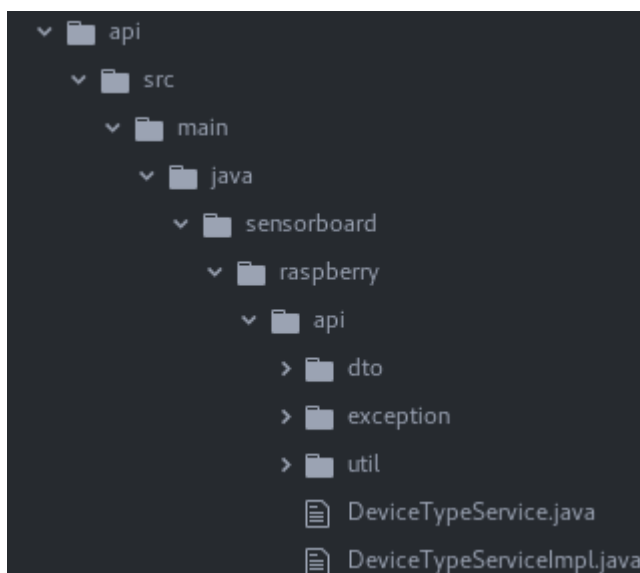 api
src
main
java
sensorboard
raspberry
api
dto
exception
util
DeviceTypeService.java
DeviceTypeServiceImpl.java